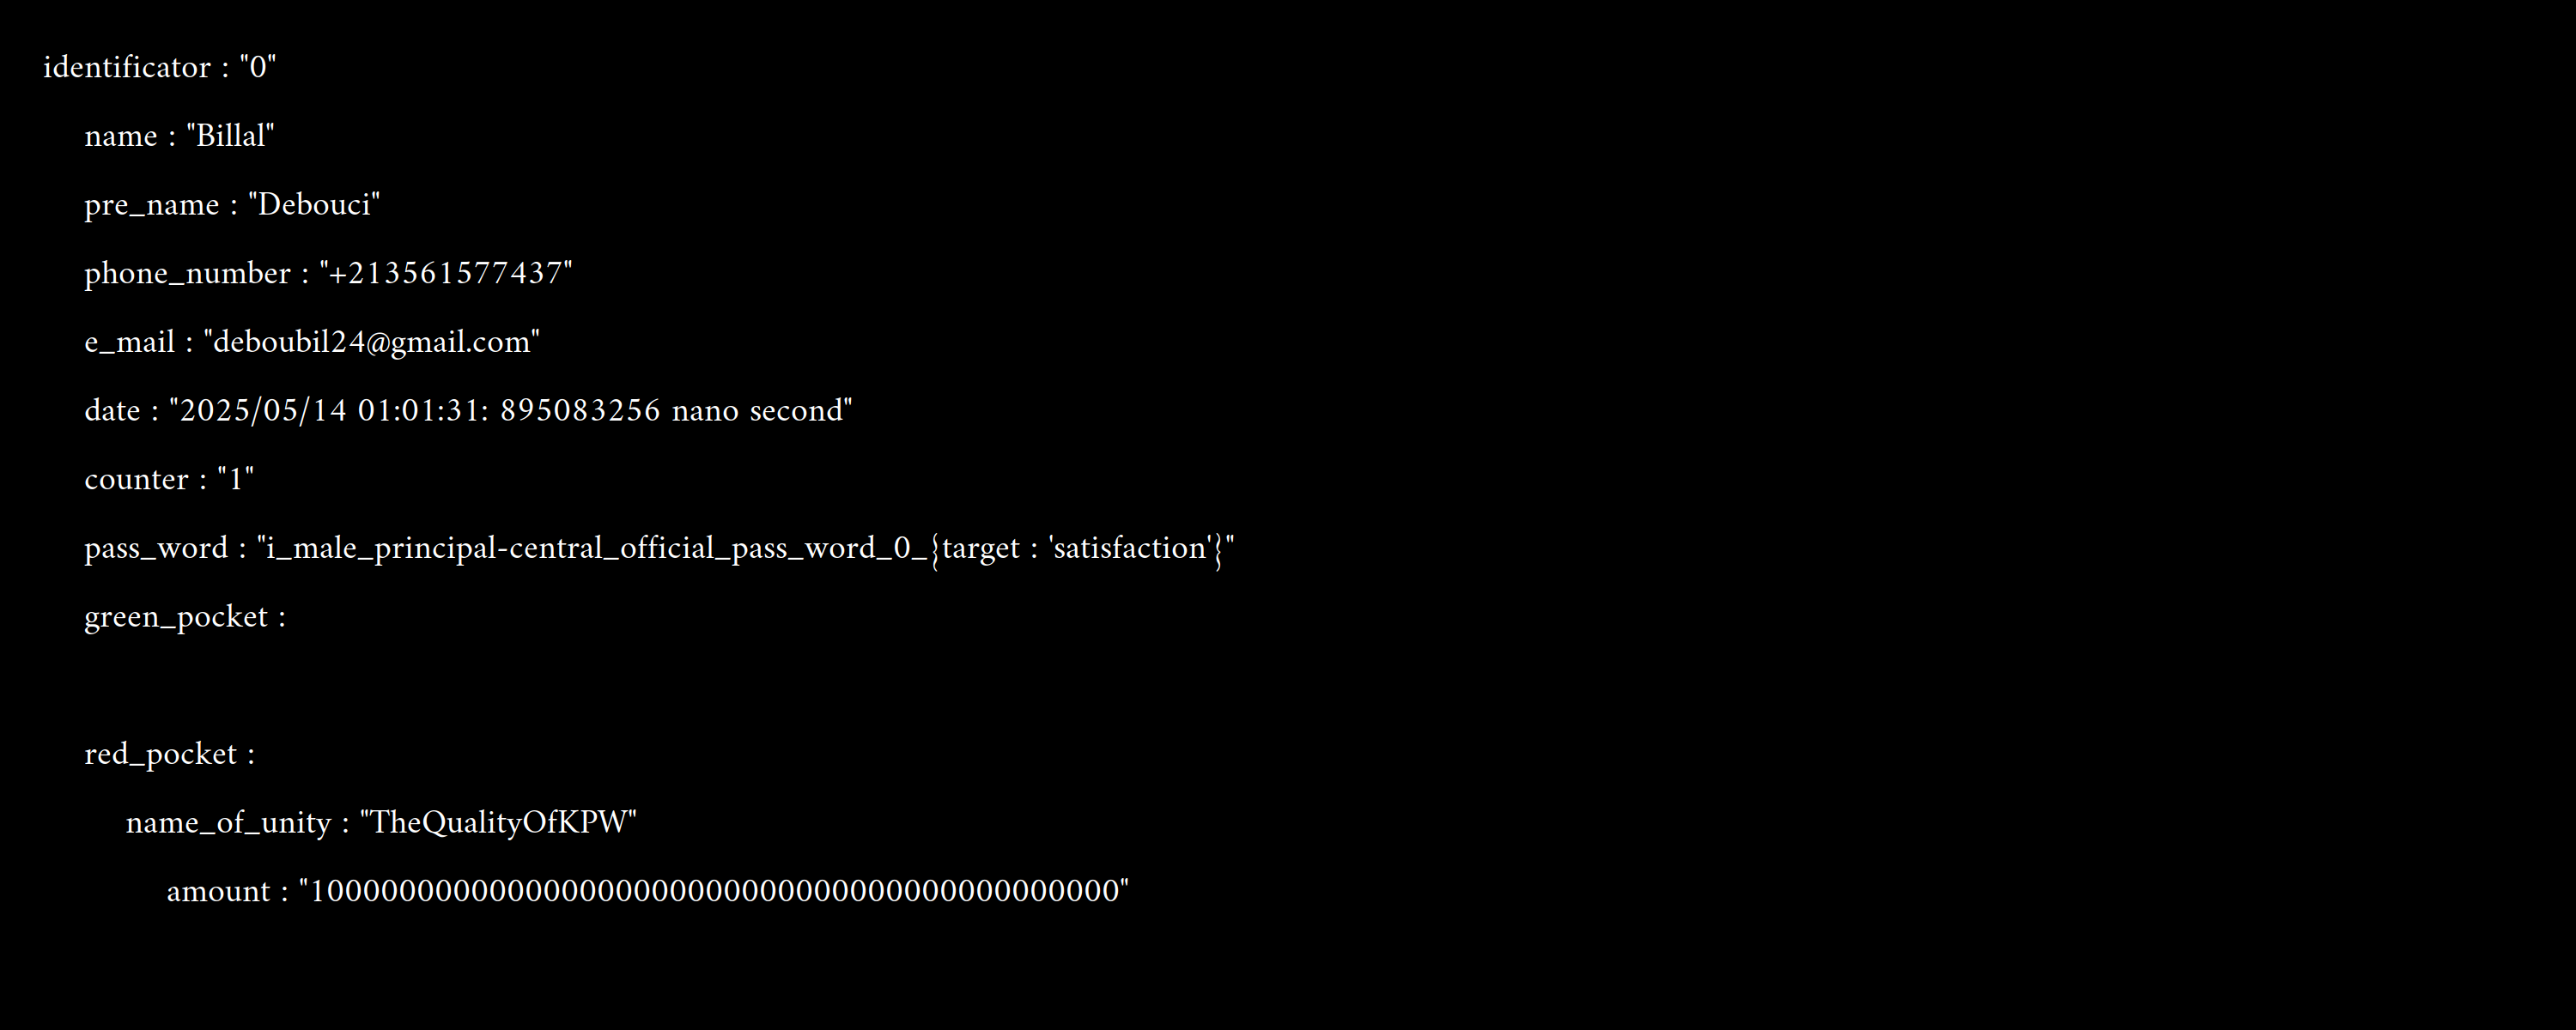 identificator : "0"
name : "Billal"
pre_name : "Debouci"
phone_number : "+213561577437"
e_mail : "deboubil24@gmail.com"
date : "2025/05/14 01:01:31: 895083256 nano second"
counter : "1"
pass_word : "i_male_principal-central_official_pass_word_0_{target : 'satisfaction'}"
green_pocket :
red_pocket :
name_of_unity : "TheQualityOfKPW"
amount : "100000000000000000000000000000000000000000000"